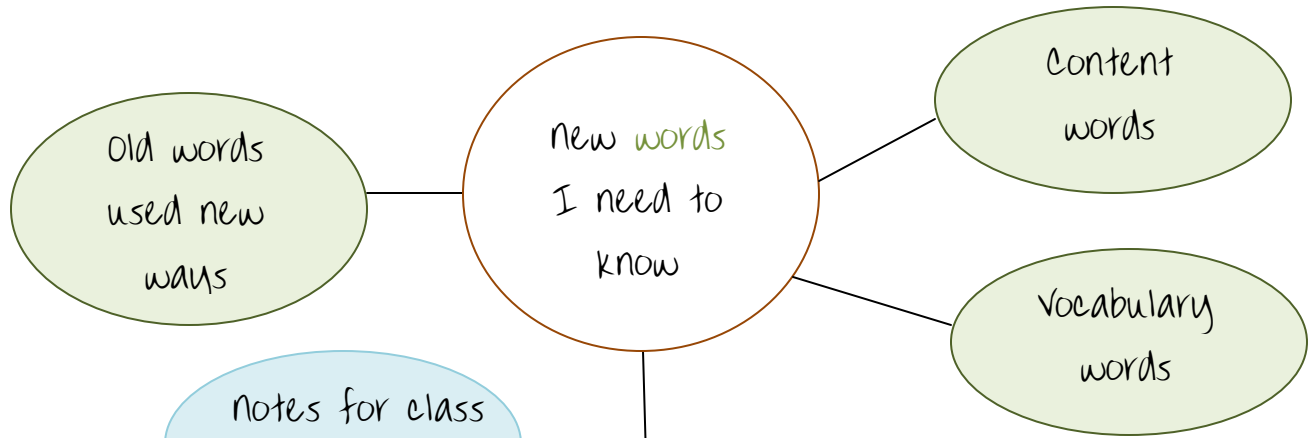 Old words
used new
ways
new words
I need to
know
Content
words
Vocabulary
words
notes for class